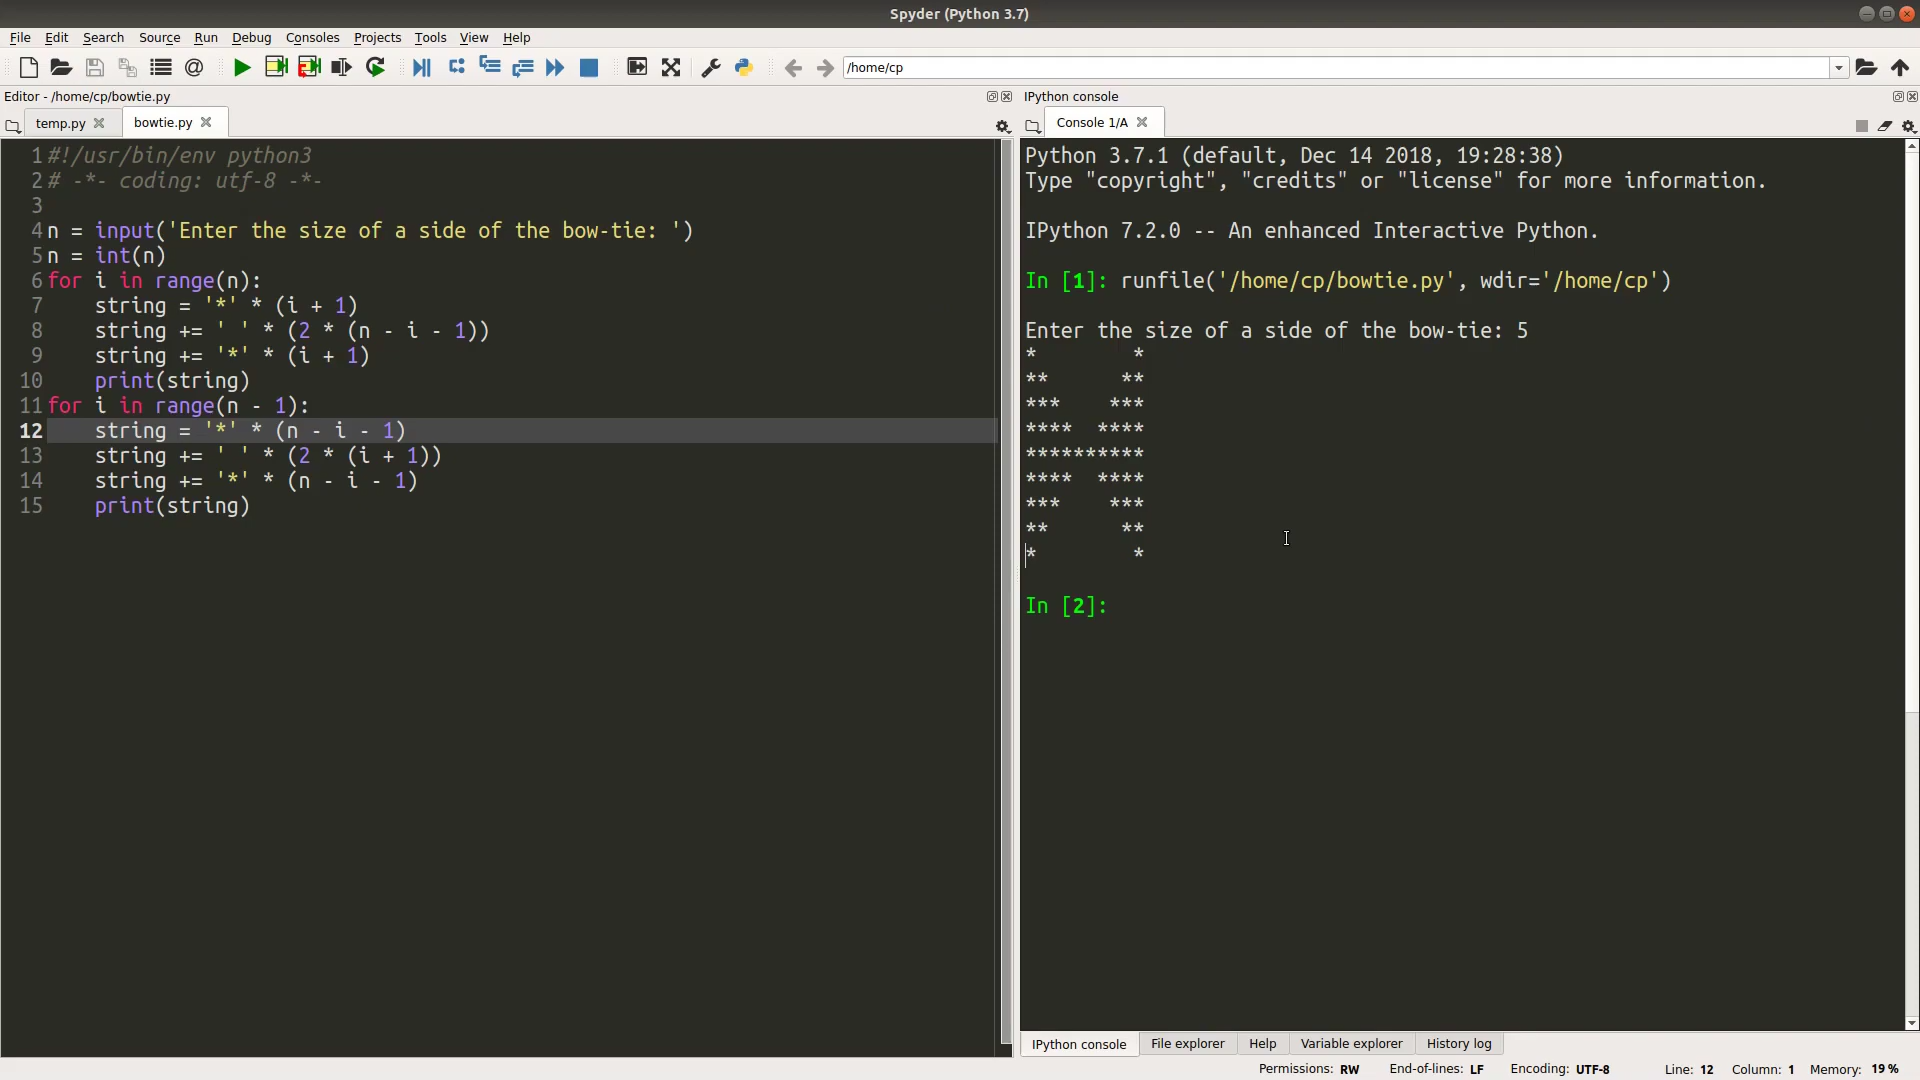 Spyder (Python 3.7)
File Edit Search Source Run Debug Consoles Projects Tools View Help
/home/cp
Editor - /home/cp/bowtie.py
temp.py bowtie.py
1 #!/usr/bin/env python3
2 # -*- coding: utf-8 -*-
3
4 n = input('Enter the size of a side of the bow-tie: ')
5 n = int(n)
6 for i in range(n):
7     string = '*' * (i + 1)
8     string += ' ' * (2 * (n - i - 1))
9     string += '*' * (i + 1)
10     print(string)
11 for i in range(n - 1):
12     string = '*' * (n - i - 1)
13     string += ' ' * (2 * (i + 1))
14     string += '*' * (n - i - 1)
15     print(string)
IPython console
Console 1/A
Python 3.7.1 (default, Dec 14 2018, 19:28:38)
Type "copyright", "credits" or "license" for more information.
IPython 7.2.0 -- An enhanced Interactive Python.
In [1]: runfile('/home/cp/bowtie.py', wdir='/home/cp')
Enter the size of a side of the bow-tie: 5
*        *
**      **
***    ***
****  ****
**********
****  ****
***    ***
**      **
*        *
In [2]:
IPython console File explorer Help Variable explorer History log
Permissions: RW End-of-lines: LF Encoding: UTF-8 Line: 12 Column: 1 Memory: 19 %